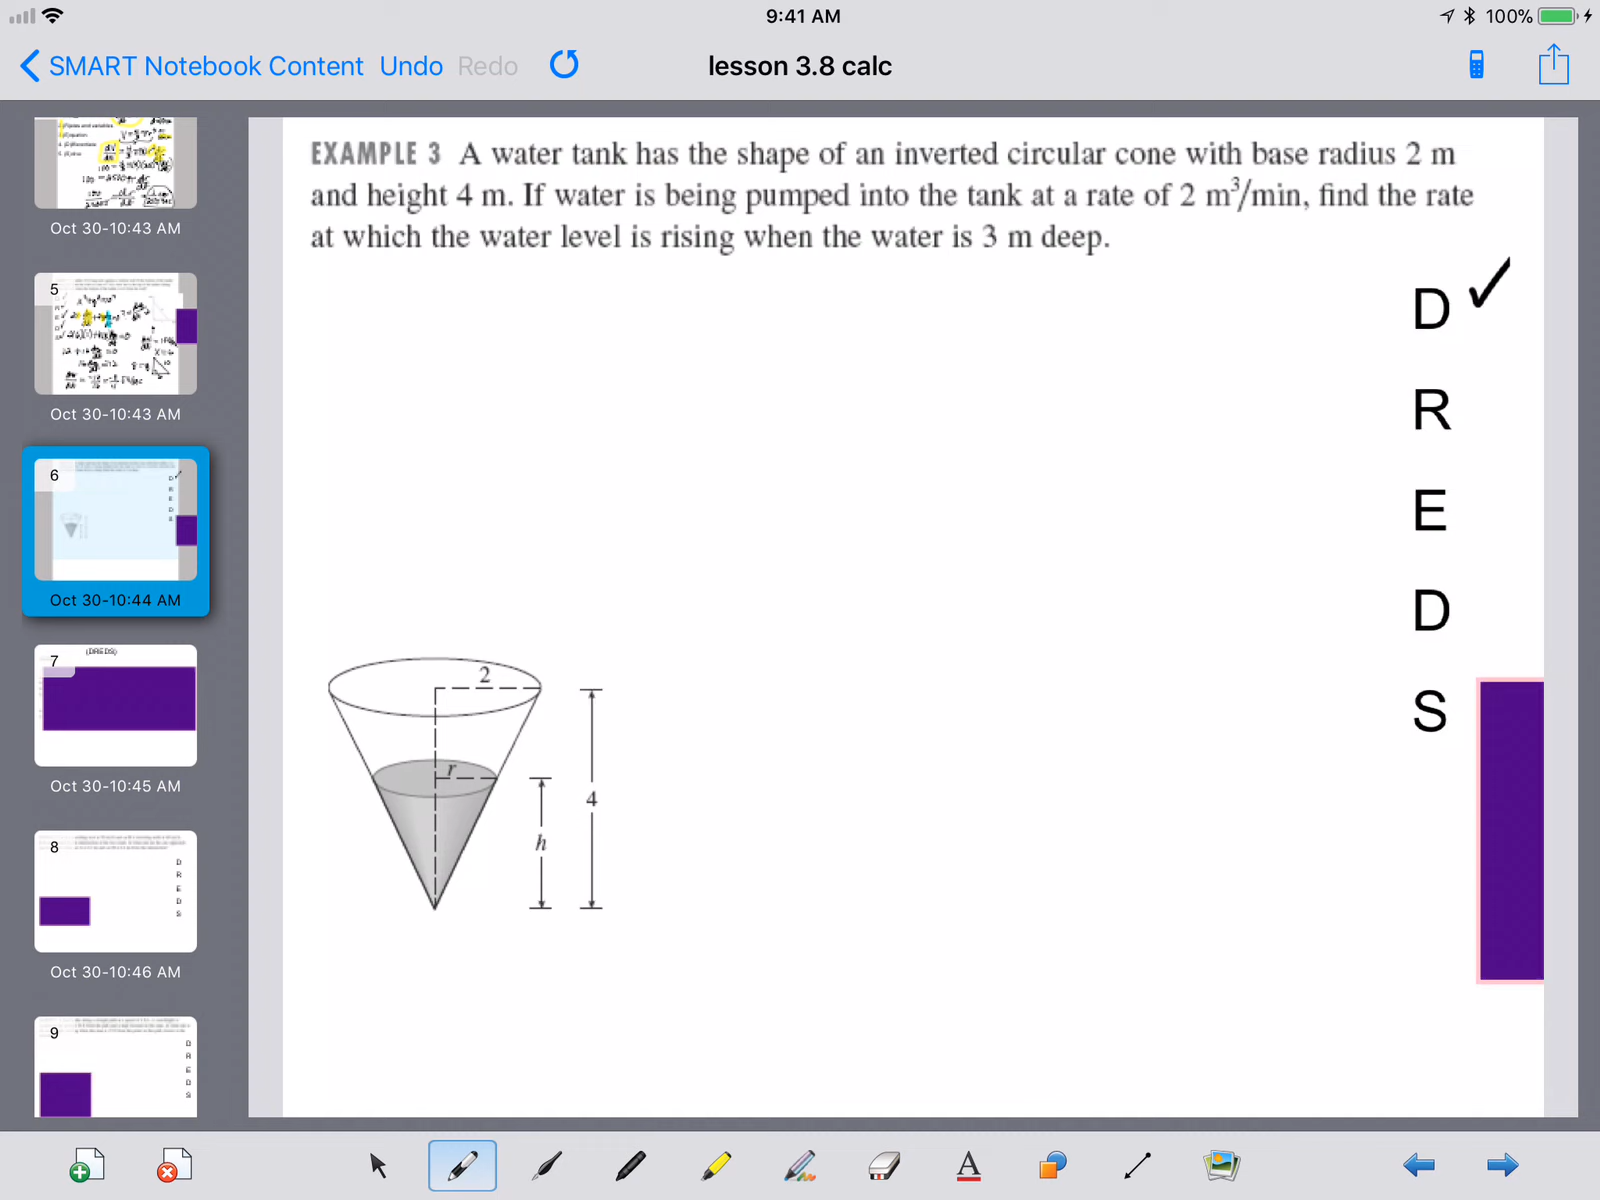 9:41 AM
100%
SMART Notebook Content Undo Redo
lesson 3.8 calc
Oct 30-10:43 AM
5
Oct 30-10:43 AM
6
D
R
E
D
S
Oct 30-10:44 AM
7
(DREDS)
Oct 30-10:45 AM
8
D
R
E
D
S
Oct 30-10:46 AM
9
D
R
E
D
S
EXAMPLE 3 A water tank has the shape of an inverted circular cone with base radius 2 m
and height 4 m. If water is being pumped into the tank at a rate of 2 m³/min, find the rate
at which the water level is rising when the water is 3 m deep.
D ✓
R
E
D
S
2
r
h
4
A